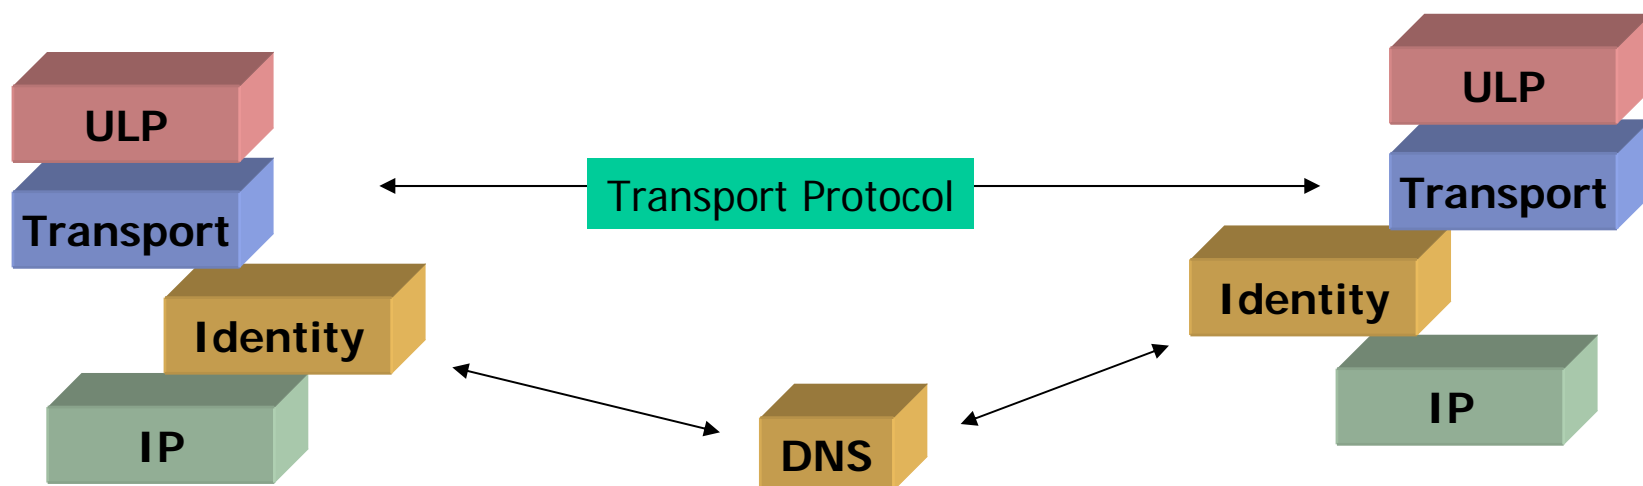 ULP
ULP
Transport Protocol
Transport
Transport
Identity
Identity
IP
DNS
IP